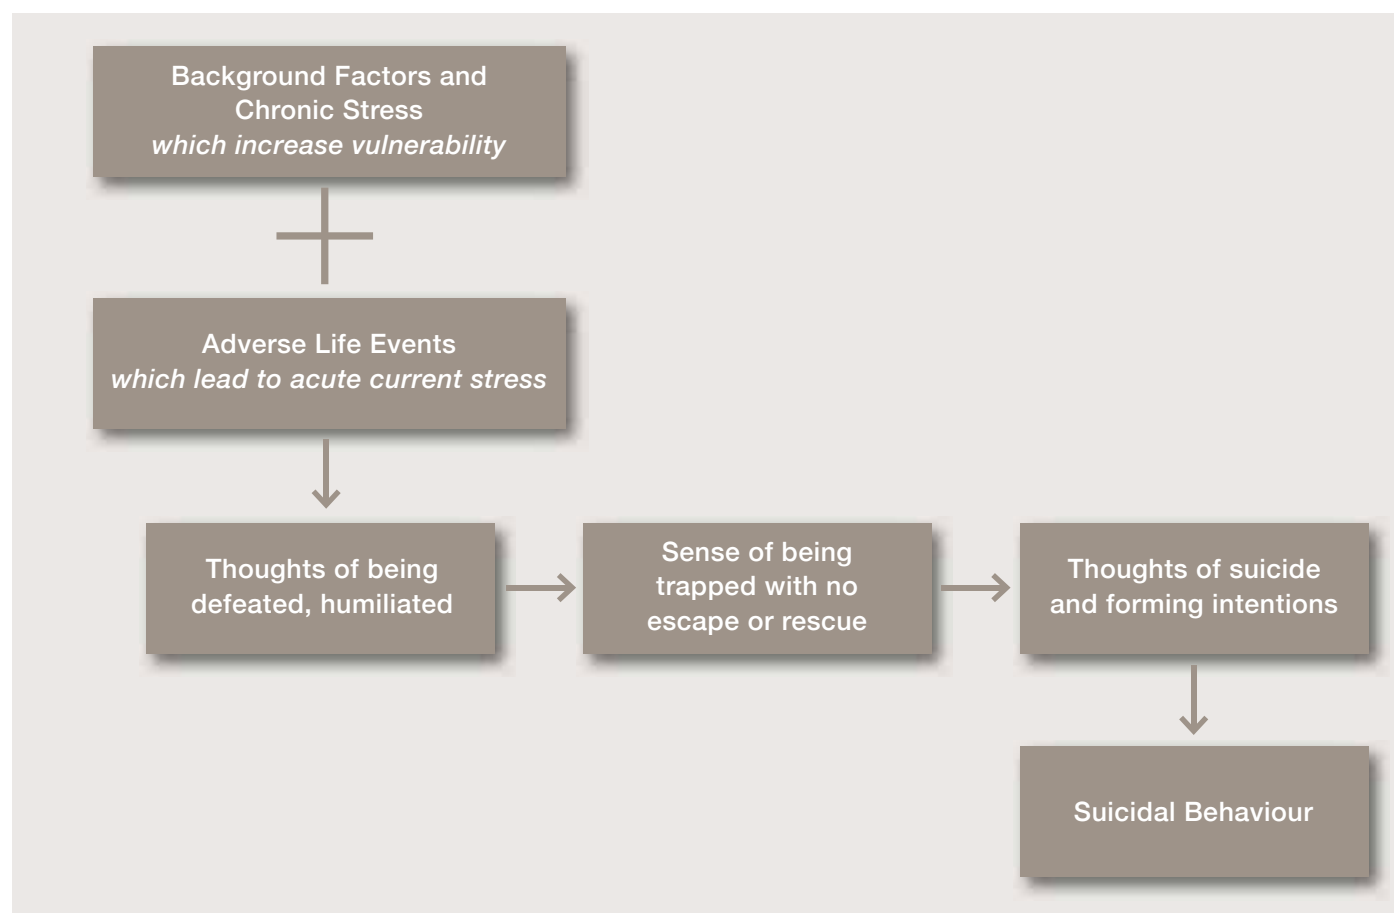 Background Factors and
Chronic Stress
which increase vulnerability
Adverse Life Events
which lead to acute current stress
Thoughts of being
defeated, humiliated
Sense of being
trapped with no
escape or rescue
Thoughts of suicide
and forming intentions
Suicidal Behaviour